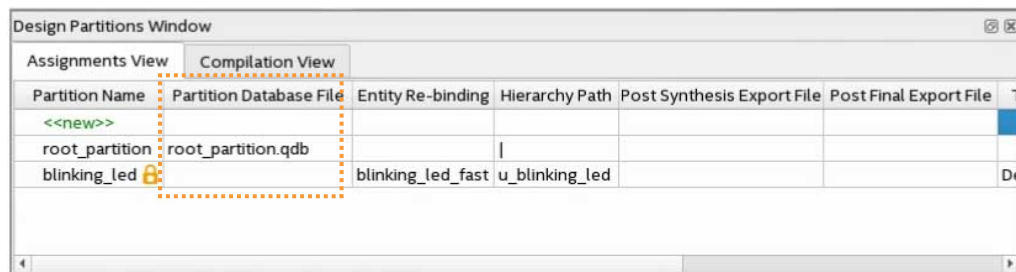 Design Partitions Window
Assignments View Compilation View
Partition Name Partition Database File Entity Re-binding Hierarchy Path Post Synthesis Export File Post Final Export File T
<<new>>
root_partition root_partition.qdb |
blinking_led blinking_led_fast u_blinking_led De